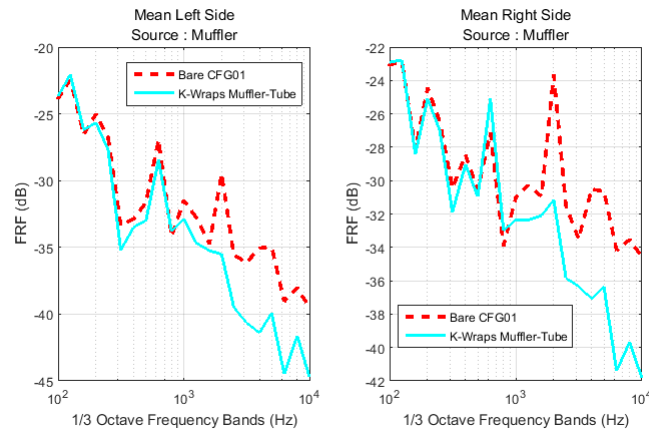 Mean Left Side
Source : Muffler
-20
-25
-30
-35
-40
-45
FRF (dB)
Bare CFG01
K-Wraps Muffler-Tube
10^2
10^3
10^4
1/3 Octave Frequency Bands (Hz)
Mean Right Side
Source : Muffler
-22
-24
-26
-28
-30
-32
-34
-36
-38
-40
-42
FRF (dB)
Bare CFG01
K-Wraps Muffler-Tube
10^2
10^3
10^4
1/3 Octave Frequency Bands (Hz)